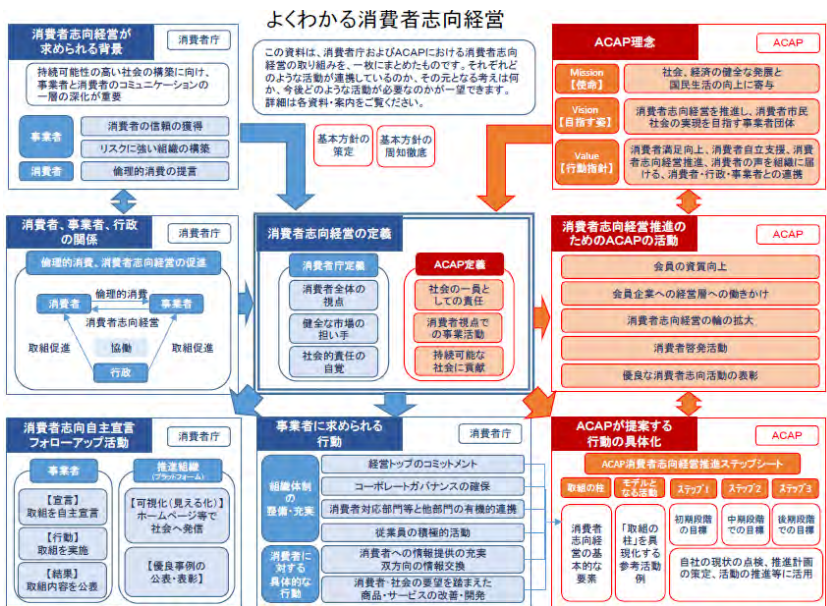 よくわかる消費者志向経営
消費者志向経営が
求められる背景
消費者庁
持続可能性の高い社会の構築に向け、
事業者と消費者のコミュニケーションの
一層の深化が重要
事業者
消費者の信頼の獲得
リスクに強い組織の構築
消費者
倫理的消費の提言
この資料は、消費者庁およびACAPにおける消費者志向
経営の取り組みを、一枚にまとめたものです。それぞれど
のような活動が連携しているのか、その元となる考えは何
か、今後どのような活動が必要なのかが一望できます。
詳細は各資料・案内をご覧ください。
基本方針の
策定
基本方針の
周知徹底
ACAP理念
ACAP
Mission
【使命】
社会、経済の健全な発展と
国民生活の向上に寄与
Vision
【目指す姿】
消費者志向経営を推進し、消費者市民
社会の実現を目指す事業者団体
Value
【行動指針】
消費者満足向上、消費者自立支援、消費
者志向経営推進、消費者の声を組織に届
ける、消費者・行政・事業者との連携
消費者、事業者、行政
の関係
消費者庁
倫理的消費、消費者志向経営の促進
倫理的消費
消費者
事業者
消費者志向経営
取組促進
協働
取組促進
行政
消費者志向経営の定義
消費者庁定義
消費者全体の
視点
健全な市場の
担い手
社会的責任の
自覚
ACAP定義
社会の一員と
しての責任
消費者視点で
の事業活動
持続可能な
社会に貢献
消費者志向経営推進の
ためのACAPの活動
ACAP
会員の資質向上
会員企業への経営層への働きかけ
消費者志向経営の輪の拡大
消費者啓発活動
優良な消費者志向活動の表彰
消費者志向自主宣言
フォローアップ活動
消費者庁
事業者
【宣言】
取組を自主宣言
【行動】
取組を実施
【結果】
取組内容を公表
推進組織
(プラットフォーム)
【可視化(見える化)】
ホームページ等で
社会へ発信
【優良事例の
公表・表彰】
事業者に求められる
行動
消費者庁
組織体制
の
整備・充実
経営トップのコミットメント
コーポレートガバナンスの確保
消費者対応部門等と他部門の有機的連携
従業員の積極的活動
消費者に
対する
具体的な
行動
消費者への情報提供の充実
双方向の情報交換
消費者・社会の要望を踏まえた
商品・サービスの改善・開発
ACAPが提案する
行動の具体化
ACAP
ACAP消費者志向経営推進ステップシート
取組の柱
モデルと
なる活動
ステップ1
ステップ2
ステップ3
消費者
志向経
営の基
本的な
要素
「取組の
柱」を具
現化する
参考活動
例
初期段階
の目標
中期段階
での目標
後期段階
での目標
自社の現状の点検、推進計画
の策定、活動の推進等に活用